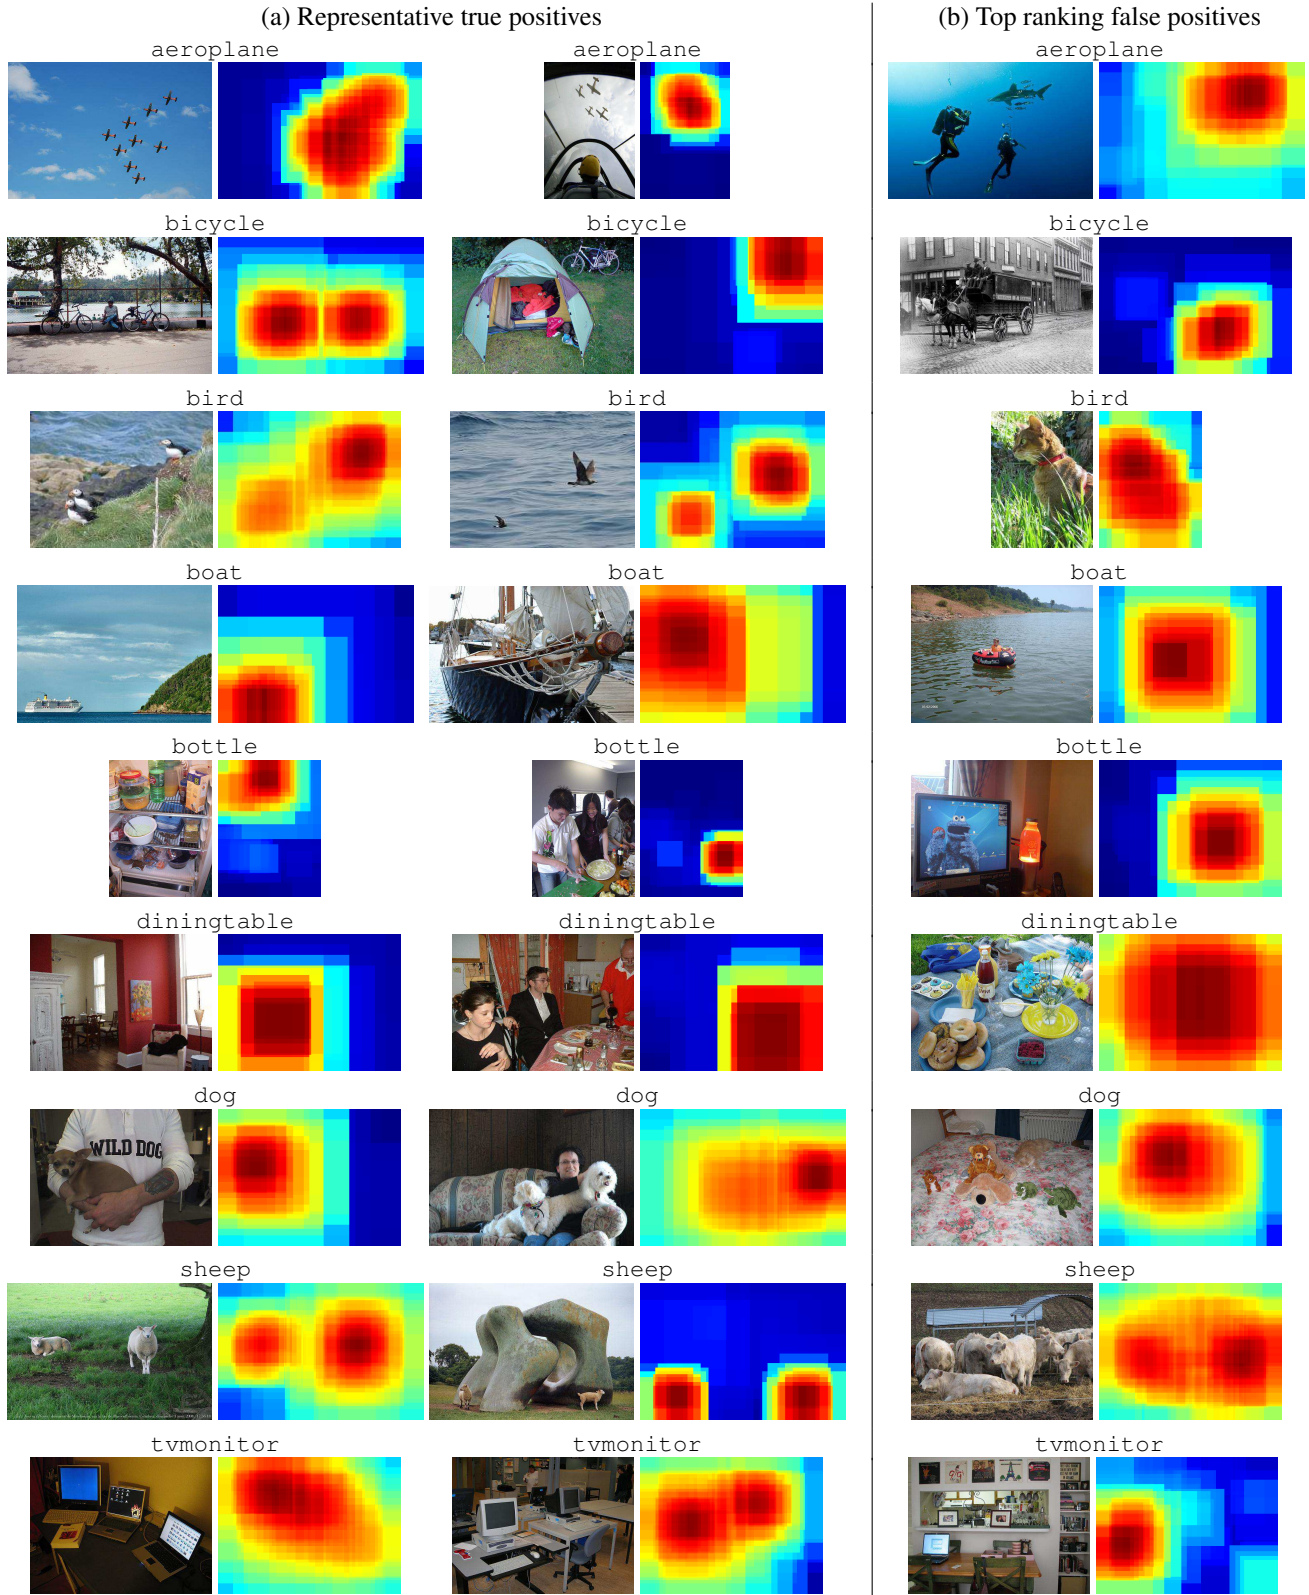 (a) Representative true positives
(b) Top ranking false positives
aeroplane
aeroplane
aeroplane
bicycle
bicycle
bicycle
bird
bird
bird
boat
boat
boat
bottle
bottle
bottle
diningtable
diningtable
diningtable
dog
dog
dog
WILD DOG
sheep
sheep
sheep
tvmonitor
tvmonitor
tvmonitor